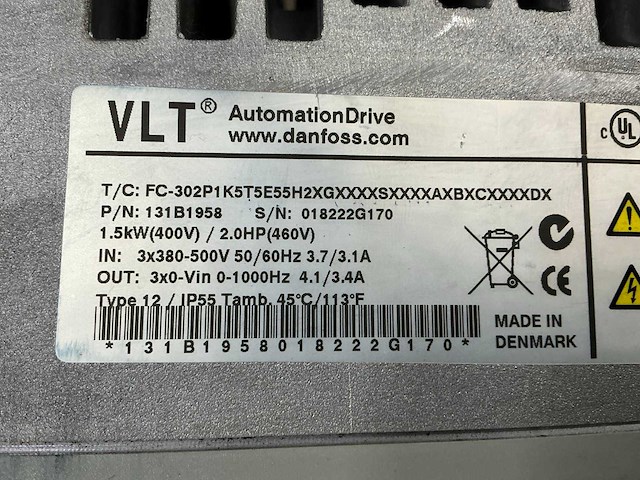 VLT® AutomationDrive
www.danfoss.com
T/C: FC-302P1K5T5E55H2XGXXXXSXXXXAXBXCXXXXDX
P/N: 131B1958 S/N: 018222G170
1.5kW(400V) / 2.0HP(460V)
IN: 3x380-500V 50/60Hz 3.7/3.1A
OUT: 3x0-Vin 0-1000Hz 4.1/3.4A
Type 12 / IP55 Tamb. 45°C/113°F
*131B1958018222G170*
CE
MADE IN
DENMARK
c UL